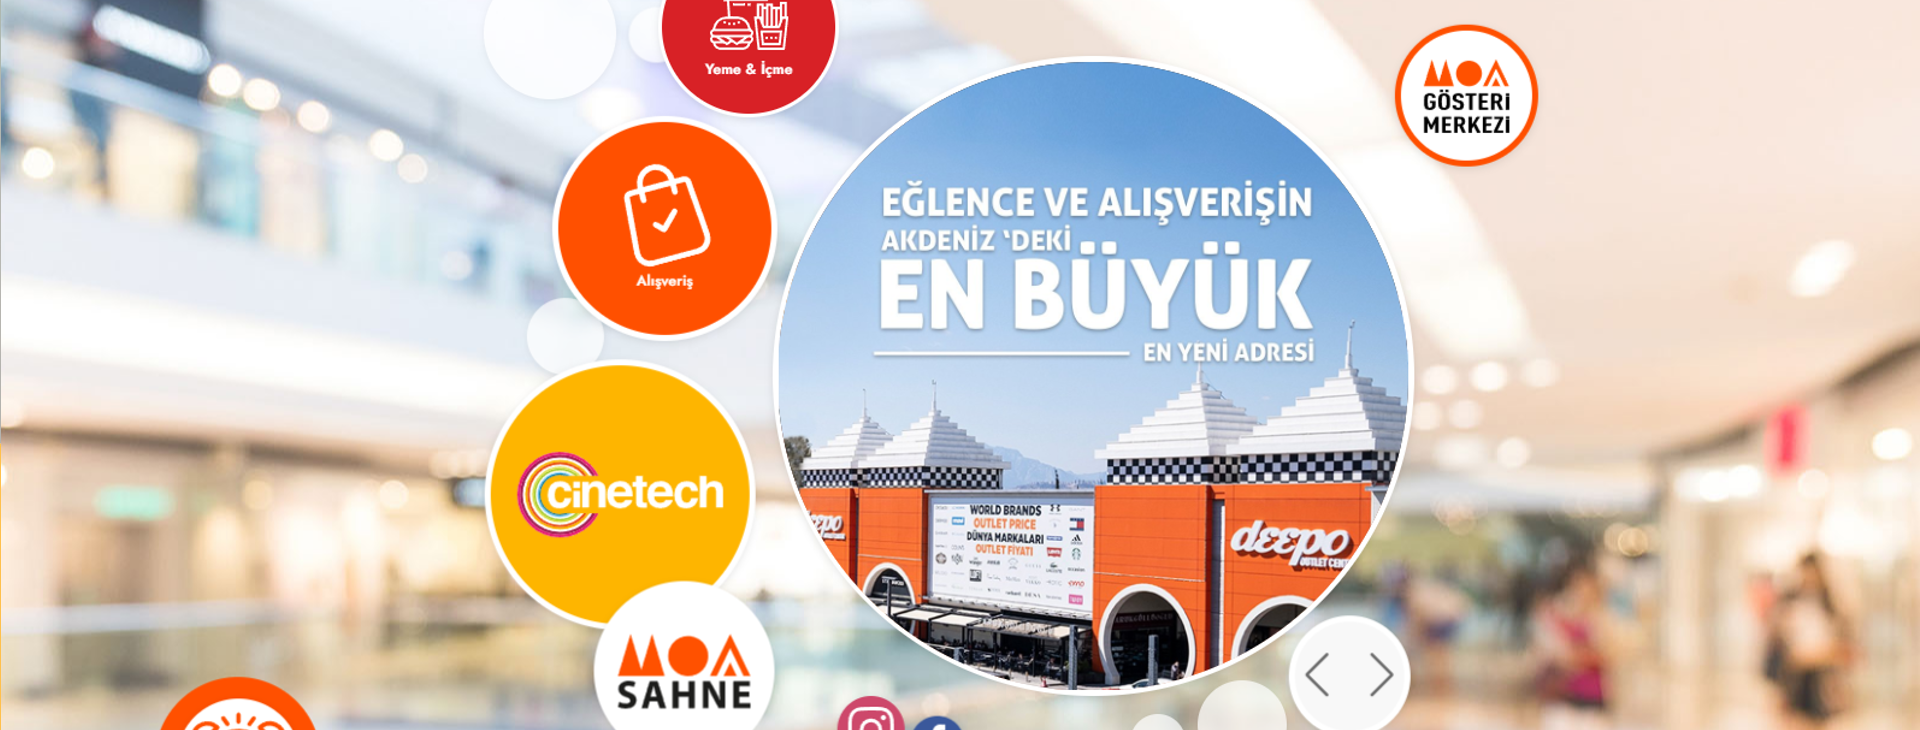 Yeme & İçme
MOA
GÖSTERİ
MERKEZİ
EĞLENCE VE ALIŞVERİŞİN
AKDENİZ ‘DEKİ
EN BÜYÜK
EN YENİ ADRESİ
Alışveriş
cinetech
WORLD BRANDS
OUTLET PRICE
DÜNYA MARKALARI
OUTLET FİYATI
deepo
MOA
SAHNE